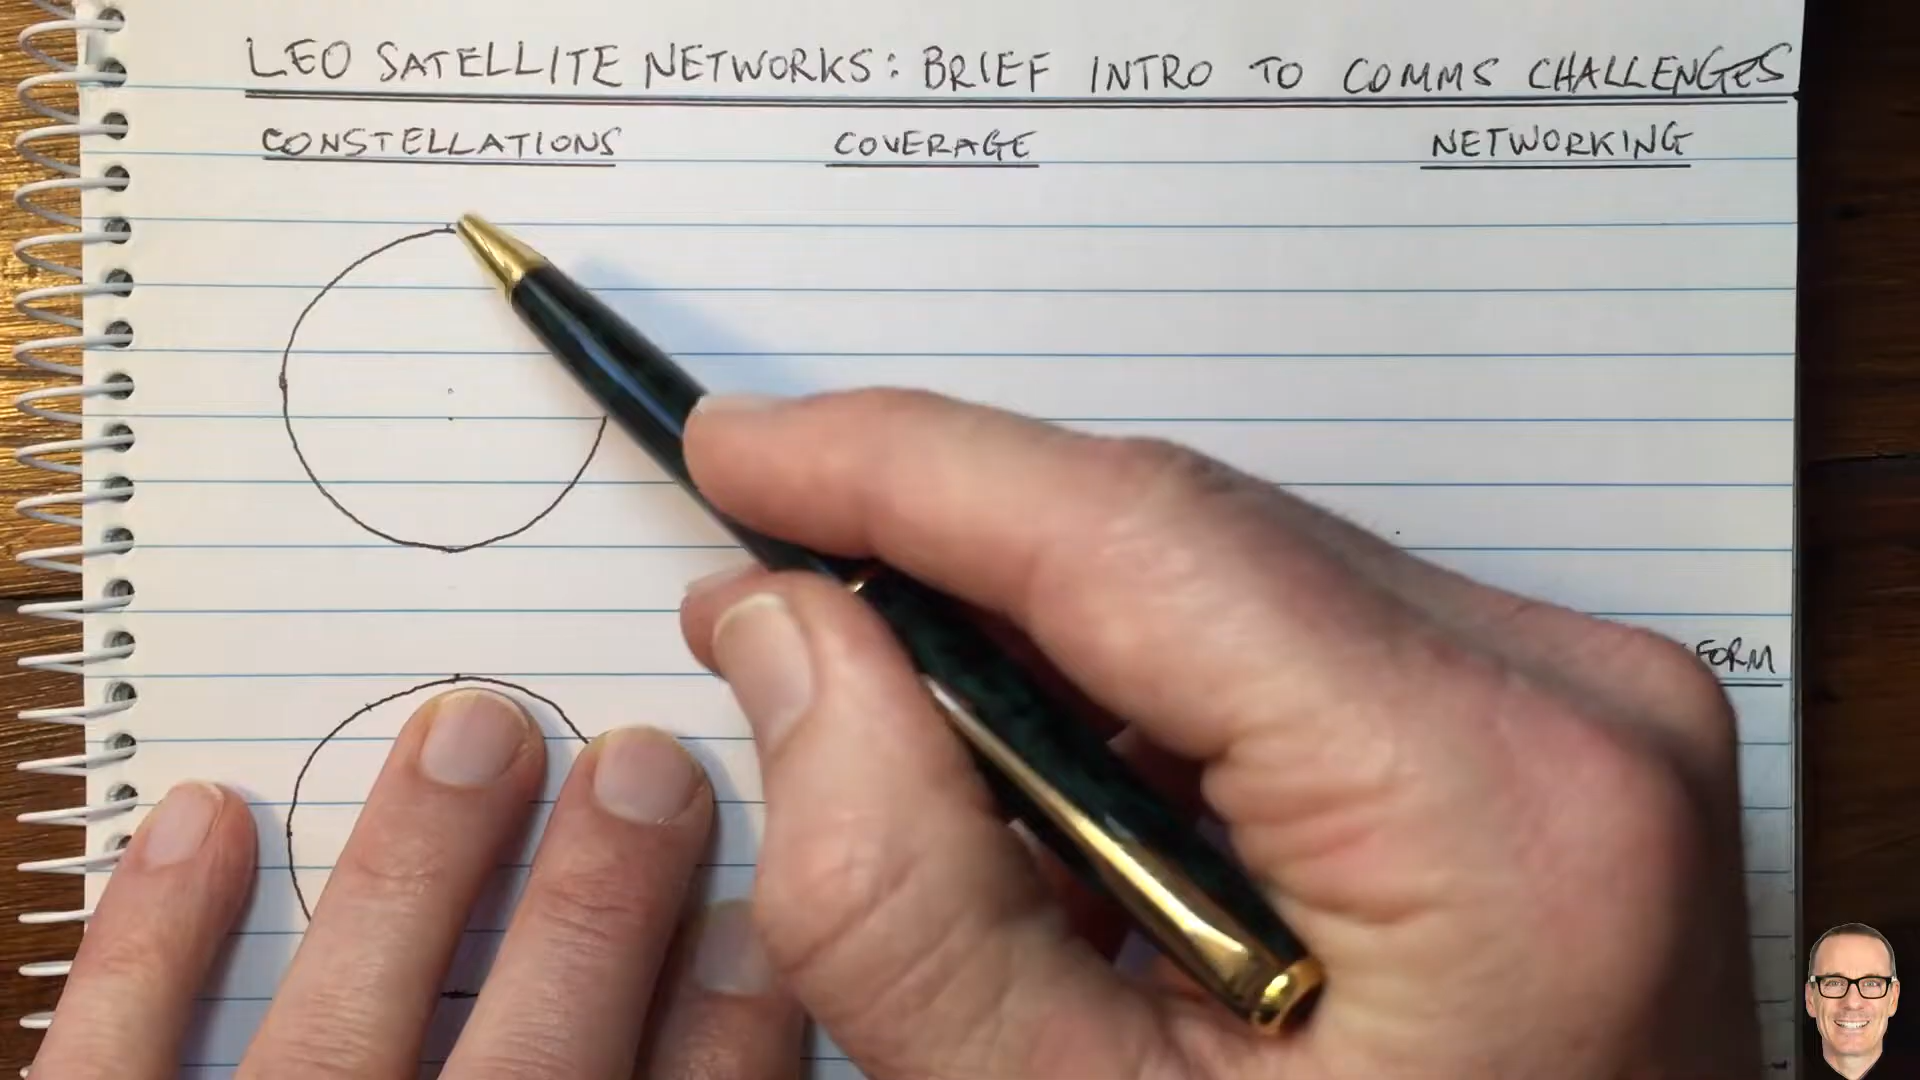 LEO SATELLITE NETWORKS: BRIEF INTRO TO COMMS CHALLENGES
CONSTELLATIONS COVERAGE NETWORKING